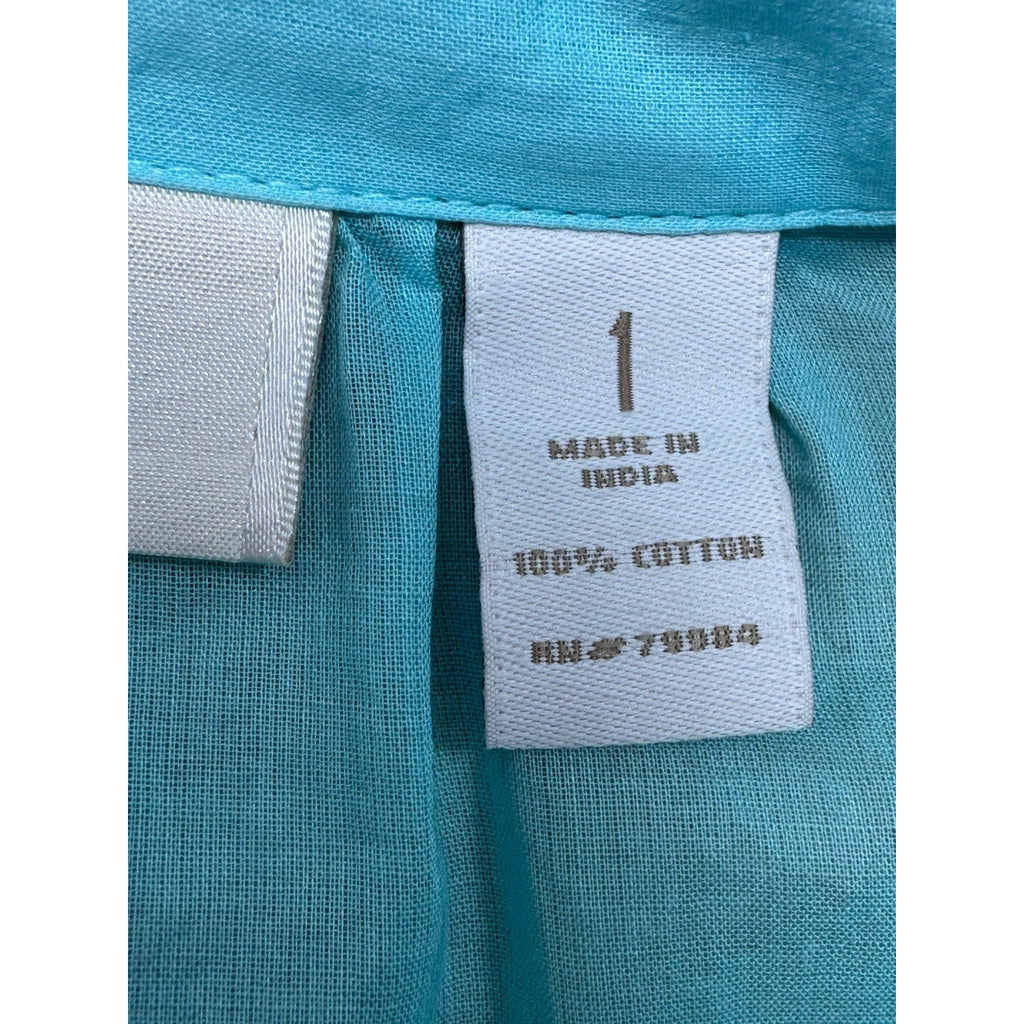 1
MADE IN
INDIA
100% COTTON
RN#79984